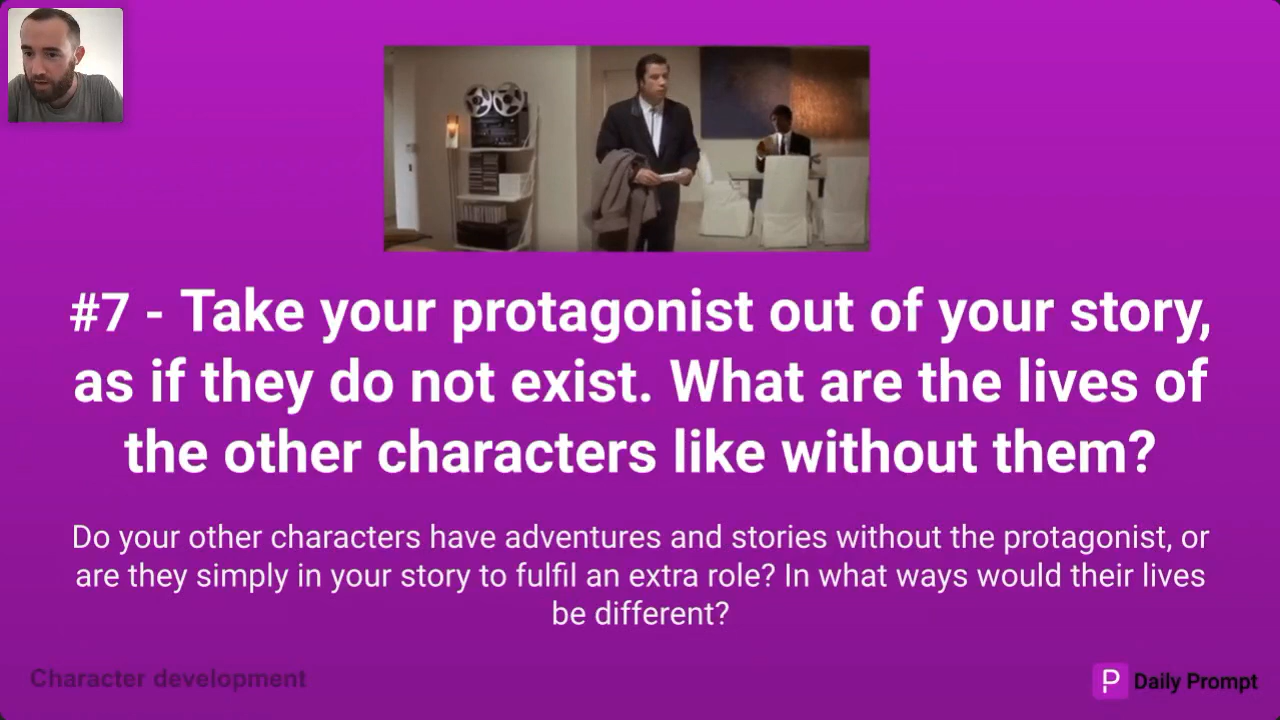 #7 - Take your protagonist out of your story,
as if they do not exist. What are the lives of
the other characters like without them?
Do your other characters have adventures and stories without the protagonist, or
are they simply in your story to fulfil an extra role? In what ways would their lives
be different?
Character development
P Daily Prompt